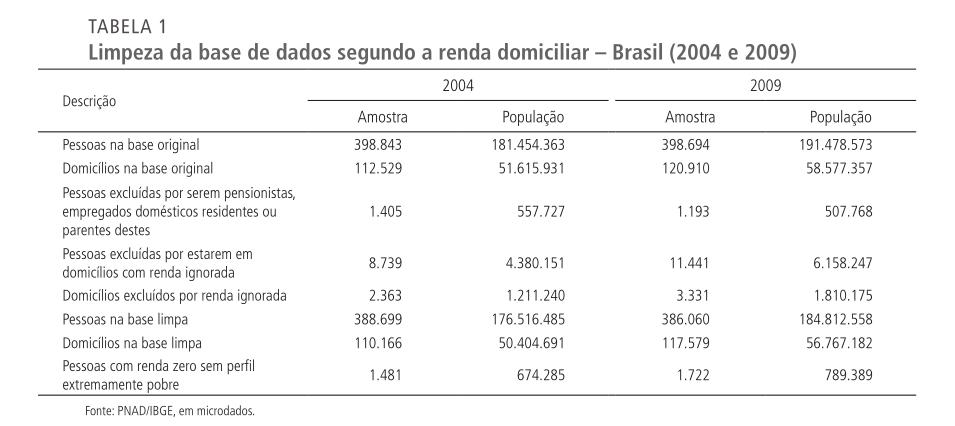 TABELA 1
Limpeza da base de dados segundo a renda domiciliar – Brasil (2004 e 2009)
Descrição 2004 2009
Amostra População Amostra População
Pessoas na base original 398.843 181.454.363 398.694 191.478.573
Domicílios na base original 112.529 51.615.931 120.910 58.577.357
Pessoas excluídas por serem pensionistas,
empregados domésticos residentes ou 1.405 557.727 1.193 507.768
parentes destes
Pessoas excluídas por estarem em
domicílios com renda ignorada 8.739 4.380.151 11.441 6.158.247
Domicílios excluídos por renda ignorada 2.363 1.211.240 3.331 1.810.175
Pessoas na base limpa 388.699 176.516.485 386.060 184.812.558
Domicílios na base limpa 110.166 50.404.691 117.579 56.767.182
Pessoas com renda zero sem perfil
extremamente pobre 1.481 674.285 1.722 789.389
Fonte: PNAD/IBGE, em microdados.